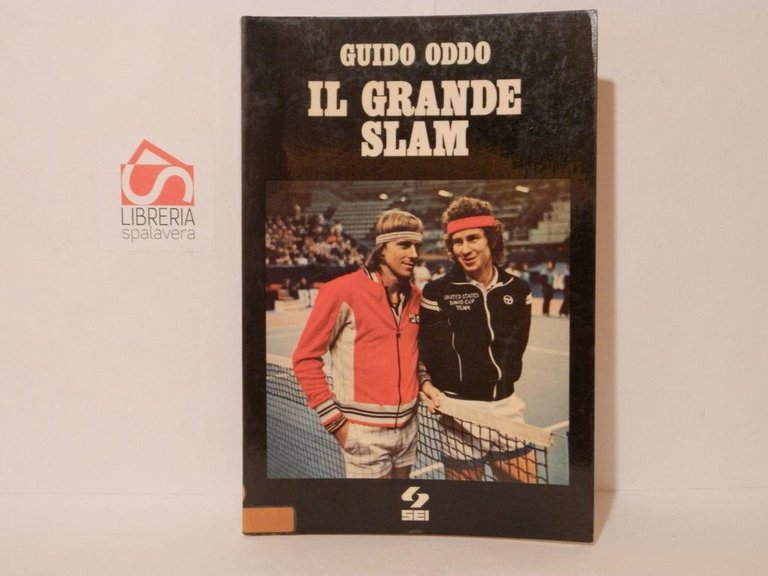 GUIDO ODDO
IL GRANDE
SLAM
LIBRERIA
spalavera
UNITED STATES
DAVIS CUP
TEAM
SEI